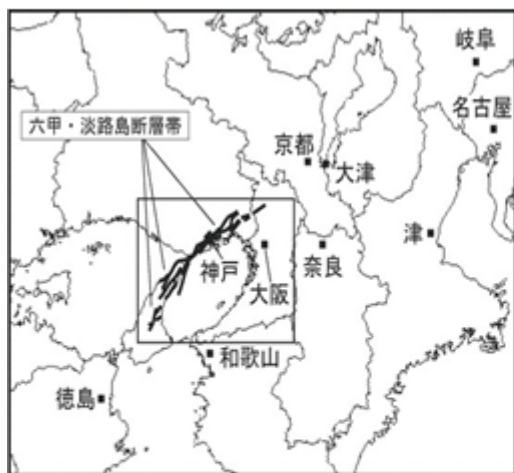 岐阜
名古屋
六甲・淡路島断層帯
京都
大津
津
神戸
大阪
奈良
和歌山
徳島